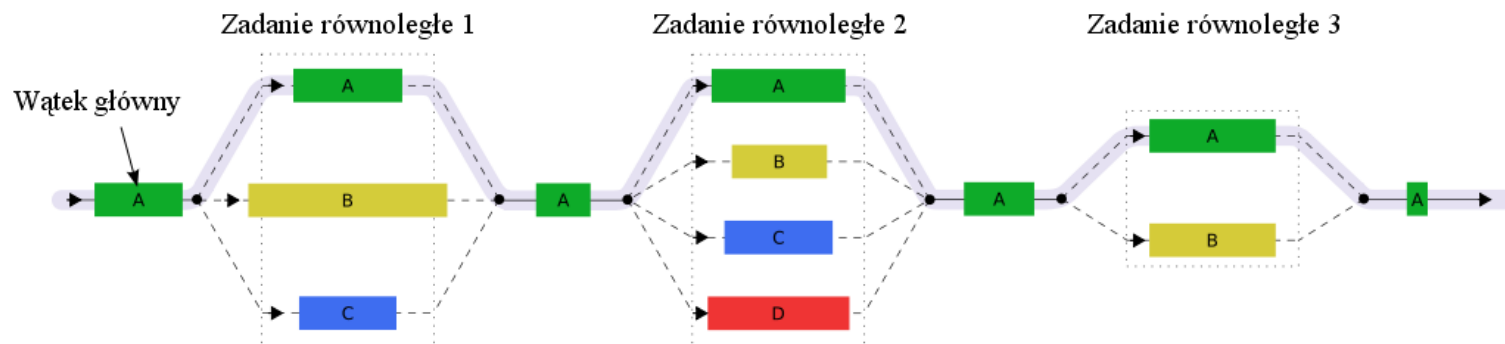 Zadanie równoległe 1
Zadanie równoległe 2
Zadanie równoległe 3
Wątek główny
A
A
B
C
A
A
B
C
D
A
A
B
A